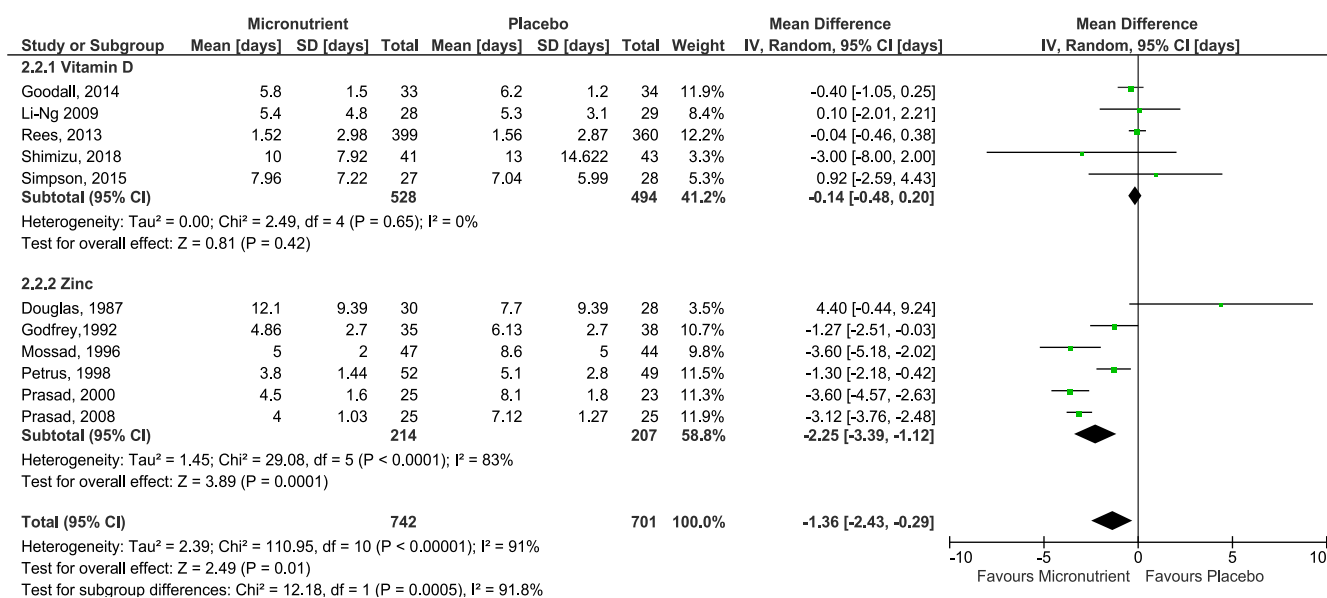 Micronutrient Placebo Mean Difference Mean Difference
Study or Subgroup Mean [days] SD [days] Total Mean [days] SD [days] Total Weight IV, Random, 95% CI [days] IV, Random, 95% CI [days]
2.2.1 Vitamin D
Goodall, 2014 5.8 1.5 33 6.2 1.2 34 11.9% -0.40 [-1.05, 0.25]
Li-Ng 2009 5.4 4.8 28 5.3 3.1 29 8.4% 0.10 [-2.01, 2.21]
Rees, 2013 1.52 2.98 399 1.56 2.87 360 12.2% -0.04 [-0.46, 0.38]
Shimizu, 2018 10 7.92 41 13 14.622 43 3.3% -3.00 [-8.00, 2.00]
Simpson, 2015 7.96 7.22 27 7.04 5.99 28 5.3% 0.92 [-2.59, 4.43]
Subtotal (95% CI) 528 494 41.2% -0.14 [-0.48, 0.20]
Heterogeneity: Tau² = 0.00; Chi² = 2.49, df = 4 (P = 0.65); I² = 0%
Test for overall effect: Z = 0.81 (P = 0.42)
2.2.2 Zinc
Douglas, 1987 12.1 9.39 30 7.7 9.39 28 3.5% 4.40 [-0.44, 9.24]
Godfrey,1992 4.86 2.7 35 6.13 2.7 38 10.7% -1.27 [-2.51, -0.03]
Mossad, 1996 5 2 47 8.6 5 44 9.8% -3.60 [-5.18, -2.02]
Petrus, 1998 3.8 1.44 52 5.1 2.8 49 11.5% -1.30 [-2.18, -0.42]
Prasad, 2000 4.5 1.6 25 8.1 1.8 23 11.3% -3.60 [-4.57, -2.63]
Prasad, 2008 4 1.03 25 7.12 1.27 25 11.9% -3.12 [-3.76, -2.48]
Subtotal (95% CI) 214 207 58.8% -2.25 [-3.39, -1.12]
Heterogeneity: Tau² = 1.45; Chi² = 29.08, df = 5 (P < 0.0001); I² = 83%
Test for overall effect: Z = 3.89 (P = 0.0001)
Total (95% CI) 742 701 100.0% -1.36 [-2.43, -0.29]
Heterogeneity: Tau² = 2.39; Chi² = 110.95, df = 10 (P < 0.00001); I² = 91%
Test for overall effect: Z = 2.49 (P = 0.01)
Test for subgroup differences: Chi² = 12.18, df = 1 (P = 0.0005), I² = 91.8%
-10 -5 0 5 10
Favours Micronutrient Favours Placebo